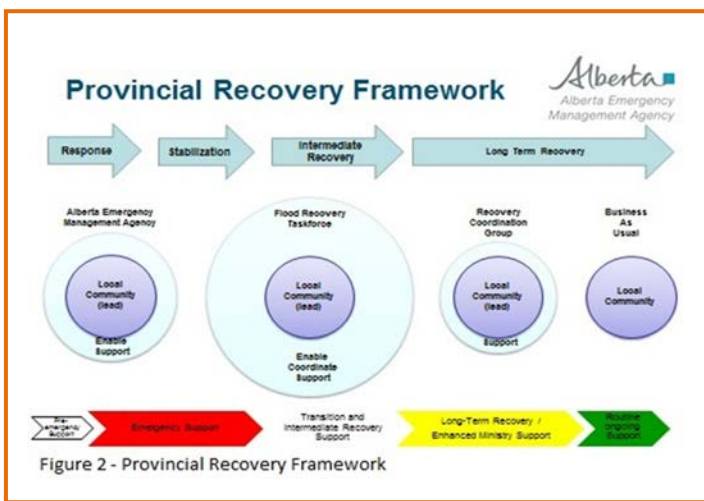 Provincial Recovery Framework
Alberta
Alberta Emergency
Management Agency
Response
Stabilization
Intermediate
Recovery
Long Term Recovery
Alberta Emergency
Management Agency
Flood Recovery
Taskforce
Recovery
Coordination
Group
Business
As
Usual
Local
Community
(lead)
Enable
Support
Local
Community
(lead)
Enable
Coordinate
Support
Local
Community
(lead)
Support
Local
Community
Pre-
emergency
Support
Emergency Support
Transition and
Intermediate Recovery
Support
Long-Term Recovery /
Enhanced Ministry Support
Routine
ongoing
Support
Figure 2 - Provincial Recovery Framework